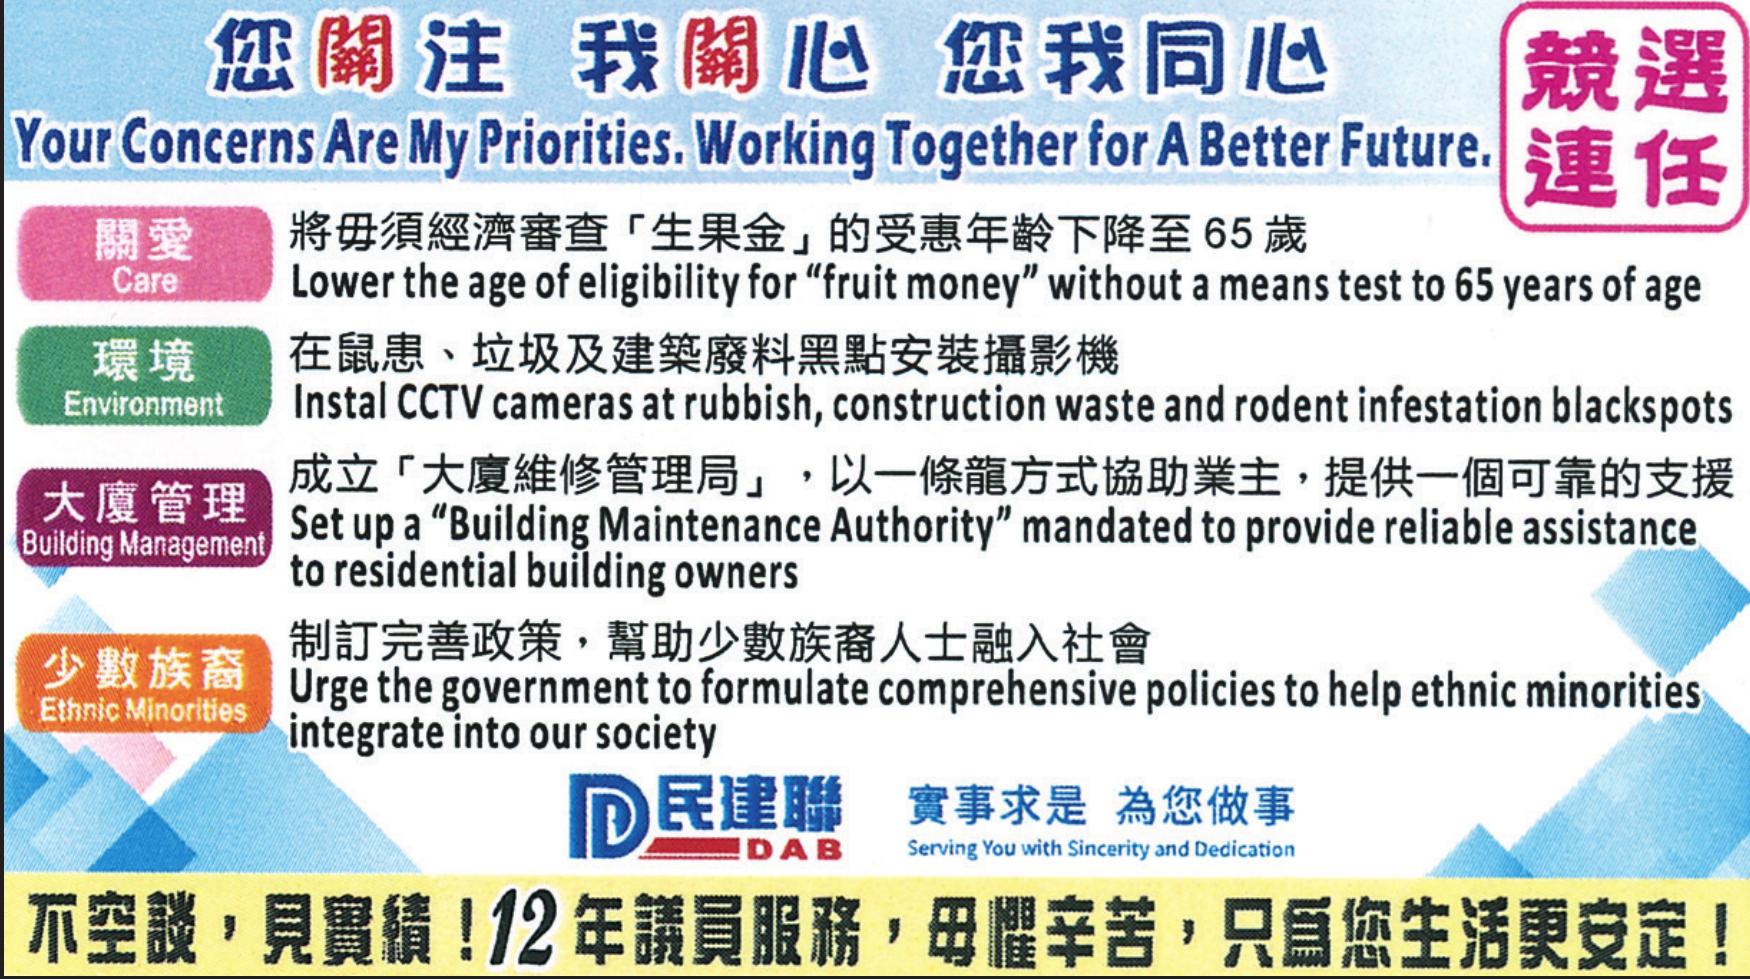 您關注 我關心 您我同心
Your Concerns Are My Priorities. Working Together for A Better Future.
競選
連任
關愛
Care
將毋須經濟審查「生果金」的受惠年齡下降至 65 歲
Lower the age of eligibility for “fruit money” without a means test to 65 years of age
環境
Environment
在鼠患、垃圾及建築廢料黑點安裝攝影機
Instal CCTV cameras at rubbish, construction waste and rodent infestation blackspots
大廈管理
Building Management
成立「大廈維修管理局」，以一條龍方式協助業主，提供一個可靠的支援
Set up a “Building Maintenance Authority” mandated to provide reliable assistance
to residential building owners
少數族裔
Ethnic Minorities
制訂完善政策，幫助少數族裔人士融入社會
Urge the government to formulate comprehensive policies to help ethnic minorities
integrate into our society
民建聯
DAB
實事求是 為您做事
Serving You with Sincerity and Dedication
不空談，見實績！12年議員服務，毋懼辛苦，只為您生活更安定！